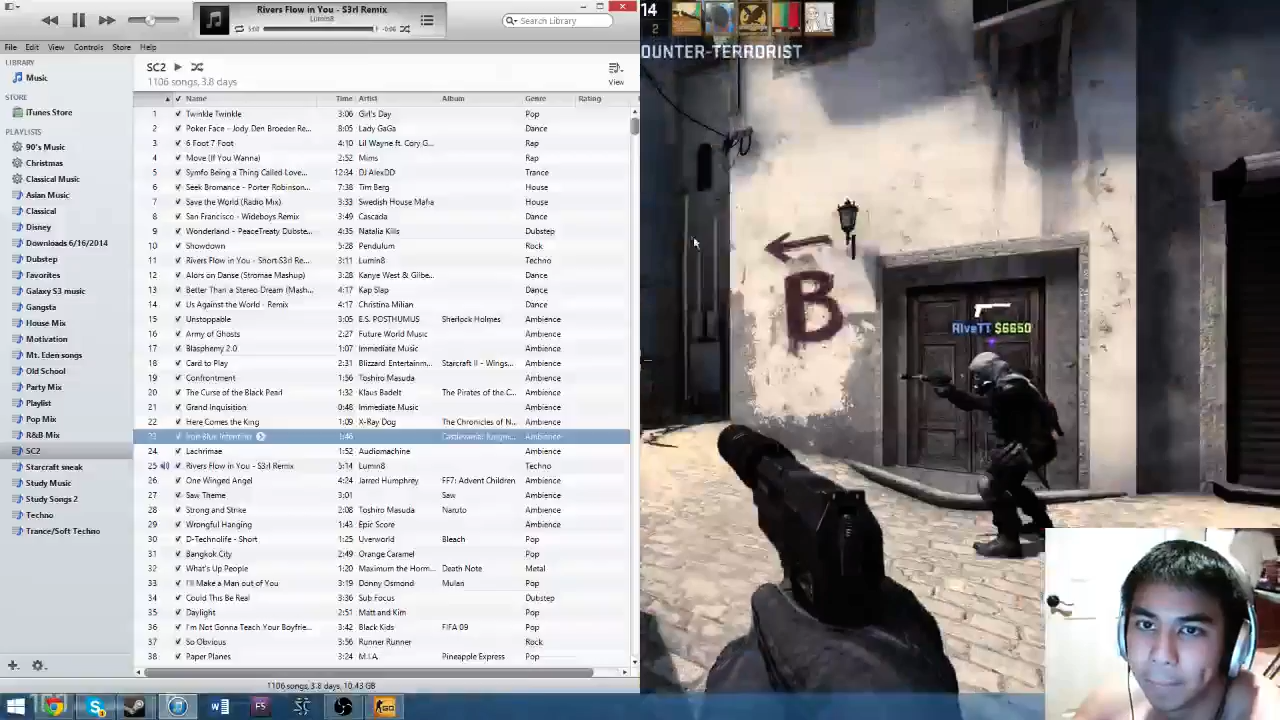 Rivers Flow in You - S3rl Remix
Lumin8
5:07
-0:06
Search Library
File Edit View Controls Store Help
LIBRARY
Music
STORE
iTunes Store
PLAYLISTS
90's Music
Christmas
Classical Music
Asian Music
Classical
Disney
Downloads 6/16/2014
Dubstep
Favorites
Galaxy S3 music
Gangsta
House Mix
Motivation
Mt. Eden songs
Old School
Party Mix
Playlist
Pop Mix
R&B Mix
SC2
Starcraft sneak
Study Music
Study Songs 2
Techno
Trance/Soft Techno
SC2
1106 songs, 3.8 days
View
Name Time Artist Album Genre Rating
1 Twinkle Twinkle 3:06 Girl's Day Pop
2 Poker Face - Jody Den Broeder Re... 8:05 Lady GaGa Dance
3 6 Foot 7 Foot 4:10 Lil Wayne ft. Cory G... Rap
4 Move (If You Wanna) 2:52 Mims Rap
5 Symfo Being a Thing Called Love... 12:34 DJ AlexDD Trance
6 Seek Bromance - Porter Robinson... 7:38 Tim Berg House
7 Save the World (Radio Mix) 3:33 Swedish House Mafia House
8 San Francisco - Wideboys Remix 3:49 Cascada Dance
9 Wonderland - PeaceTreaty Dubste... 4:35 Natalia Kills Dubstep
10 Showdown 5:28 Pendulum Rock
11 Rivers Flow in You - Short-S3rl R... 3:11 Lumin8 Techno
12 Alors on Danse (Stromae Mashup) 3:28 Kanye West & Gilbe... Dance
13 Better Than a Stereo Dream (Mash... 4:17 Kap Slap Dance
14 Us Against the World - Remix 4:17 Christina Milian Dance
15 Unstoppable 3:05 E.S. POSTHUMUS Sherlock Holmes Ambience
16 Army of Ghosts 2:27 Future World Music Ambience
17 Blasphemy 2.0 1:07 Immediate Music Ambience
18 Card to Play 2:31 Blizzard Entertainm... Starcraft II - Wings... Ambience
19 Confrontment 1:56 Toshiro Masuda Ambience
20 The Curse of the Black Pearl 1:32 Klaus Badelt The Pirates of the C... Ambience
21 Grand Inquisition 0:48 Immediate Music Ambience
22 Here Comes the King 1:09 X-Ray Dog The Chronicles of N... Ambience
23 Iron Blue Intention 1:46 Castlevania: Judgm... Ambience
24 Lachrimae 1:52 Audiomachine Ambience
25 Rivers Flow in You - S3rl Remix 5:14 Lumin8 Techno
26 One Winged Angel 4:24 Jarred Humphrey FF7: Advent Children Ambience
27 Saw Theme 3:01 Saw Ambience
28 Strong and Strike 2:08 Toshiro Masuda Naruto Ambience
29 Wrongful Hanging 1:43 Epic Score Ambience
30 D-Technolife - Short 1:25 Uverworld Bleach Pop
31 Bangkok City 2:49 Orange Caramel Pop
32 What's Up People 1:20 Maximum the Horm... Death Note Metal
33 I'll Make a Man out of You 3:19 Donny Osmond Mulan Pop
34 Could This Be Real 3:36 Sub Focus Dubstep
35 Daylight 2:51 Matt and Kim Pop
36 I'm Not Gonna Teach Your Boyfrie... 3:42 Black Kids FIFA 09 Pop
37 So Obvious 3:56 Runner Runner Rock
38 Paper Planes 3:24 M.I.A. Pineapple Express Pop
1106 songs, 3.8 days, 10.43 GB
14
2
OUNTER-TERRORIST
B
RIveTT $6650
FS
GO